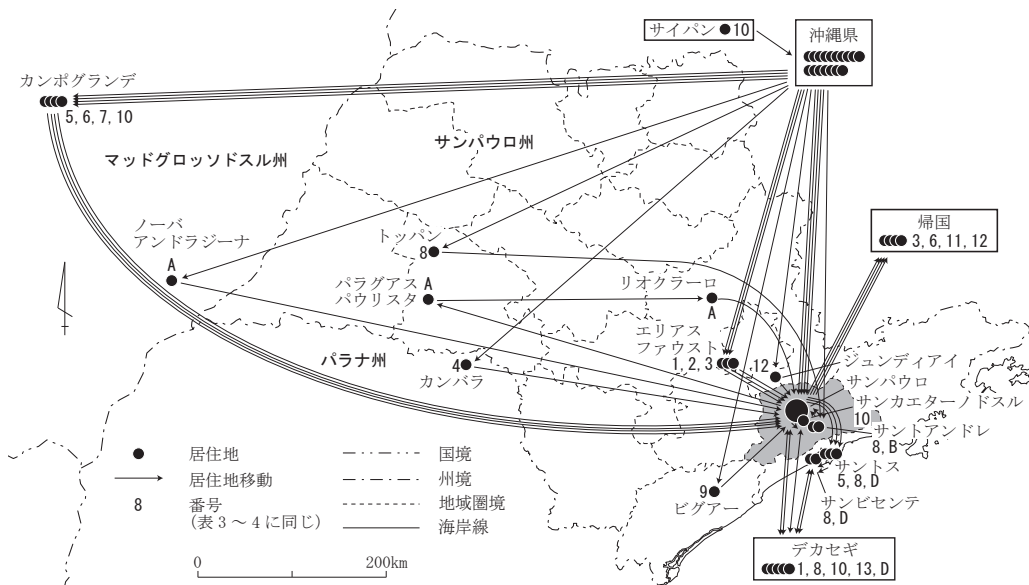 サイパン 10
沖縄県
カンポグランデ
5, 6, 7, 10
サンパウロ州
マッドグロッソドスル州
帰国
3, 6, 11, 12
ノーバ
アンドラジーナ
A
トッパン
8
パラグアス
パウリスタ
A
リオクラーロ
A
エリアス
ファウスト
1, 2, 3
パラナ州
4
カンバラ
12
ジュンディアイ
サンパウロ
サンカエターノドスル
10
サントアンドレ
8, B
サントス
5, 8, D
サンビセンテ
8, D
9
ビグアー
デカセギ
1, 8, 10, 13, D
居住地
居住地移動
8 番号
(表3～4に同じ)
国境
州境
地域圏境
海岸線
0 200km